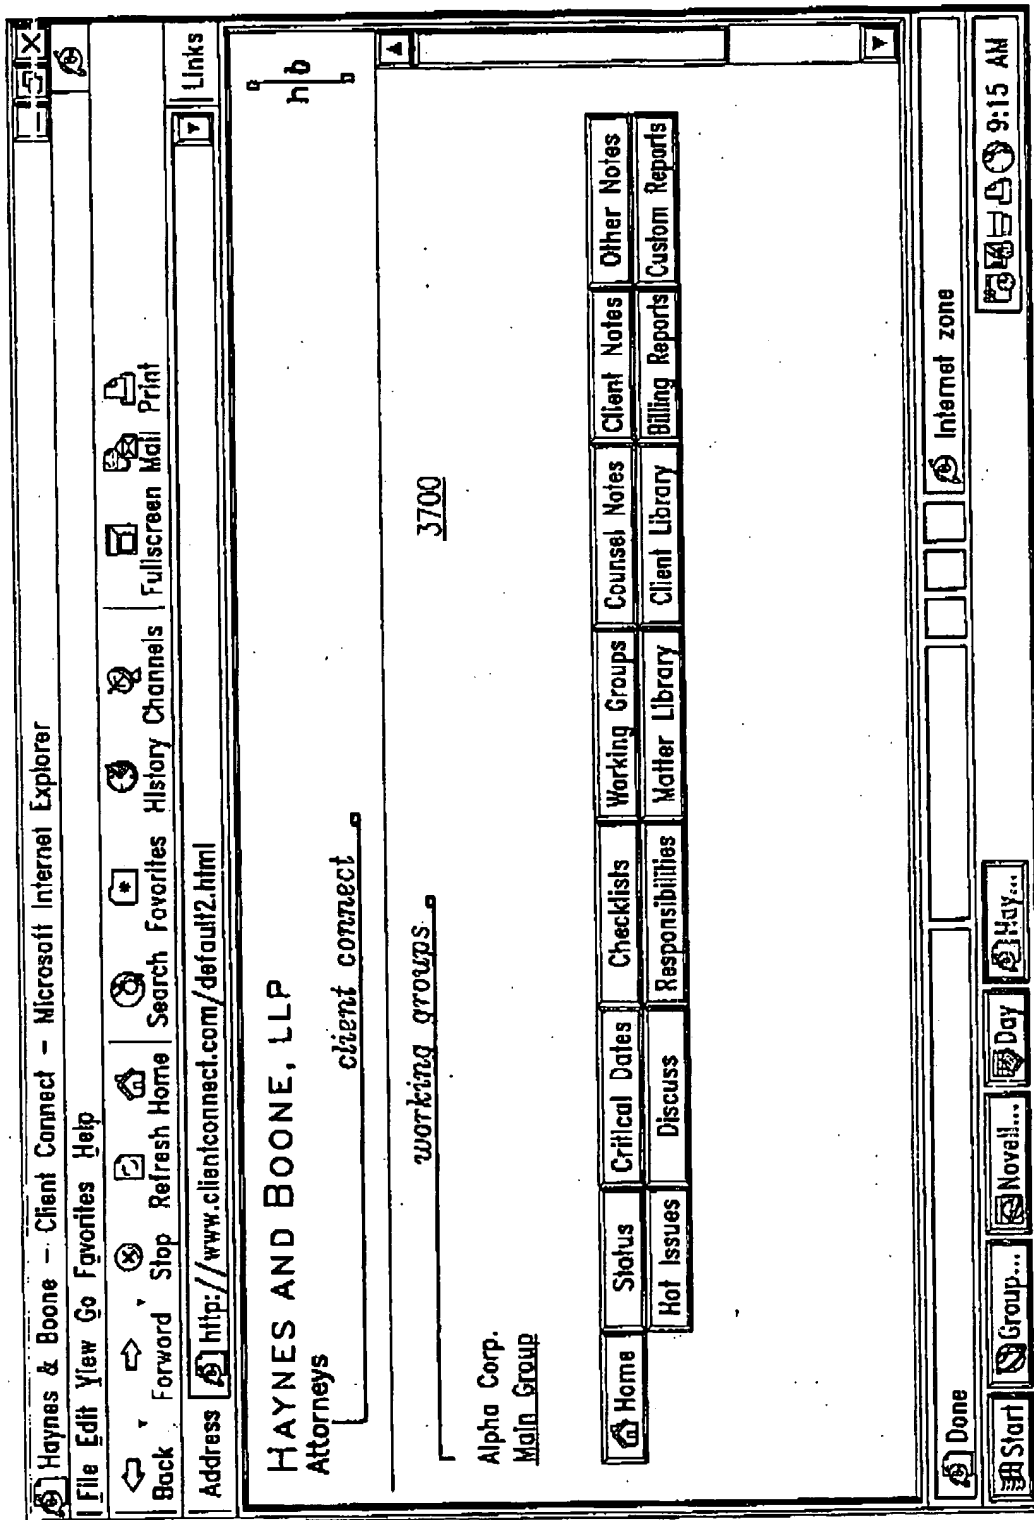 Haynes & Boone – Client Connect – Microsoft Internet Explorer
File Edit View Go Favorites Help
Back Forward Stop Refresh Home Search Favorites History Channels Fullscreen Mail Print
Address http://www.clientconnect.com/default2.html Links
HAYNES AND BOONE, LLP
Attorneys
client connect
h b
working groups
3700
Alpha Corp.
Main Group
Home Status Critical Dates Checklists Working Groups Counsel Notes Client Notes Other Notes
Hot Issues Discuss Responsibilities Matter Library Client Library Billing Reports Custom Reports
Done Internet zone
Start Group... Novell... Day Hay... 9:15 AM